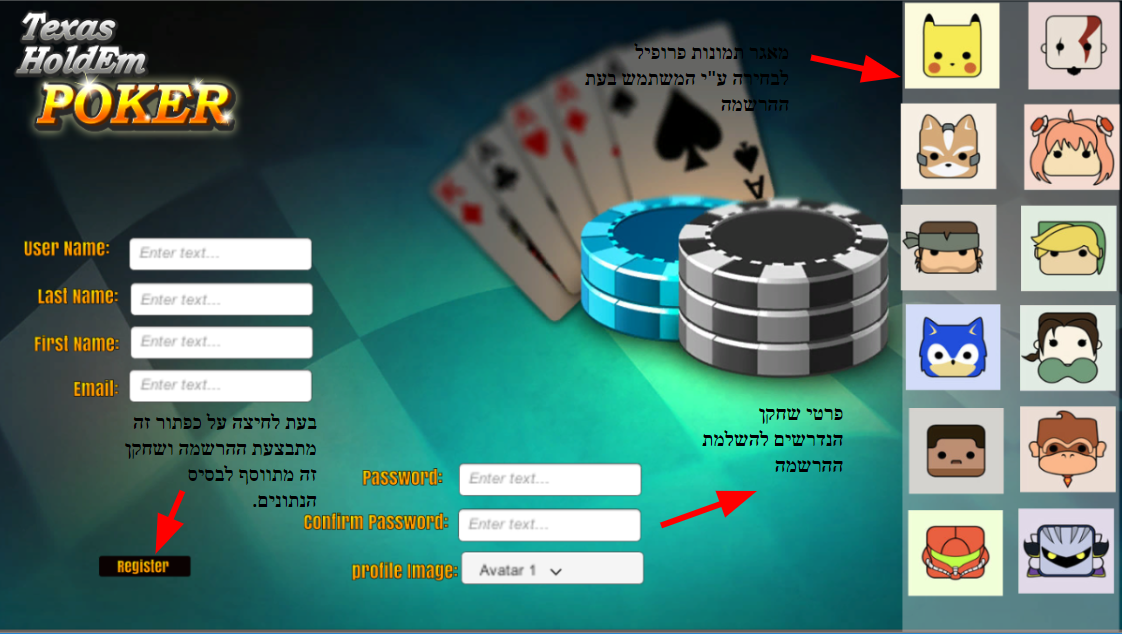 Texas
HoldEm
POKER
מאגר תמונות פרופיל
לבחירה ע"י המשתמש בעת
ההרשמה
K
A
A
User Name: Enter text...
Last Name: Enter text...
First Name: Enter text...
Email: Enter text...
בעת לחיצה על כפתור זה
מתבצעת ההרשמה ושחקן
זה מתווסף לבסיס
הנתונים.
פרטי שחקן
הנדרשים להשלמת
ההרשמה
Password: Enter text...
Confirm Password: Enter text...
profile Image: Avatar 1
Register